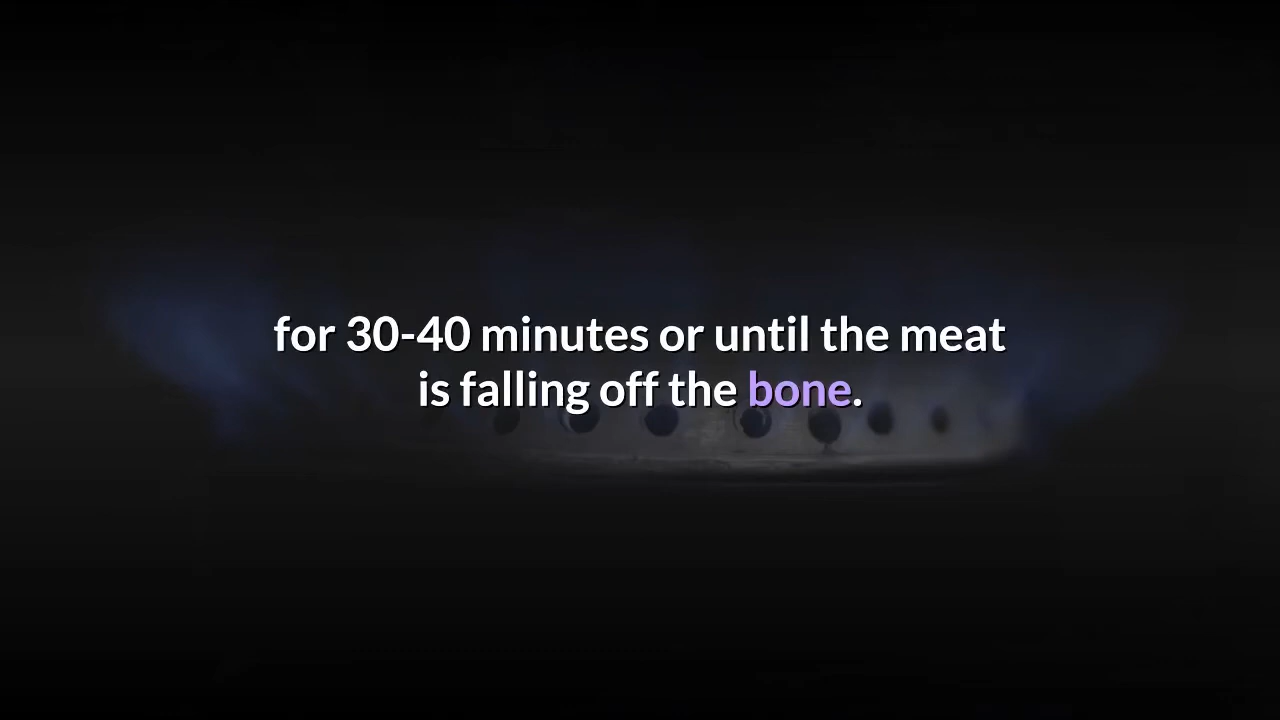 for 30-40 minutes or until the meat
is falling off the bone.